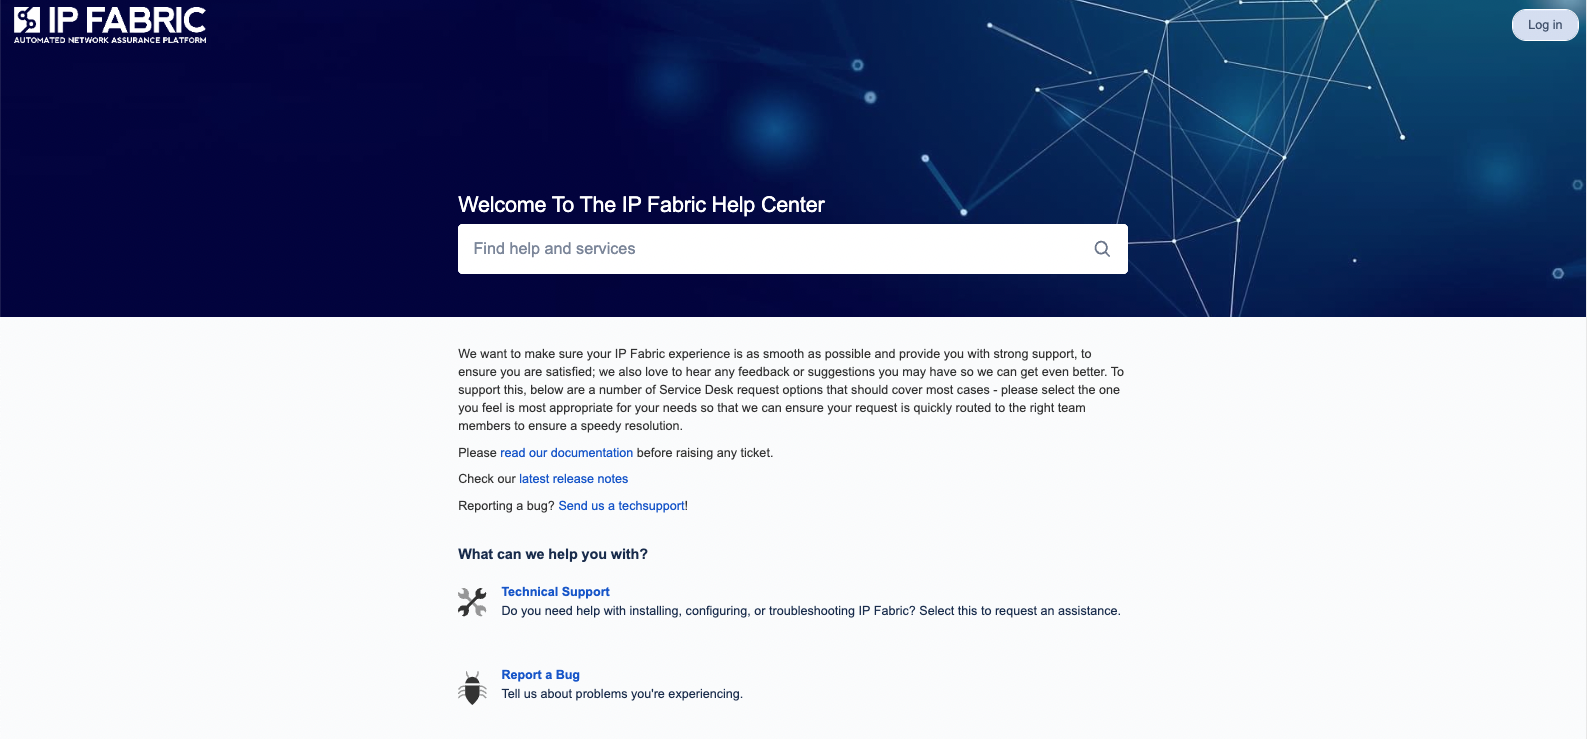 IP FABRIC
AUTOMATED NETWORK ASSURANCE PLATFORM
Log in
Welcome To The IP Fabric Help Center
Find help and services
We want to make sure your IP Fabric experience is as smooth as possible and provide you with strong support, to
ensure you are satisfied; we also love to hear any feedback or suggestions you may have so we can get even better. To
support this, below are a number of Service Desk request options that should cover most cases - please select the one
you feel is most appropriate for your needs so that we can ensure your request is quickly routed to the right team
members to ensure a speedy resolution.
Please read our documentation before raising any ticket.
Check our latest release notes
Reporting a bug? Send us a techsupport!
What can we help you with?
Technical Support
Do you need help with installing, configuring, or troubleshooting IP Fabric? Select this to request an assistance.
Report a Bug
Tell us about problems you're experiencing.